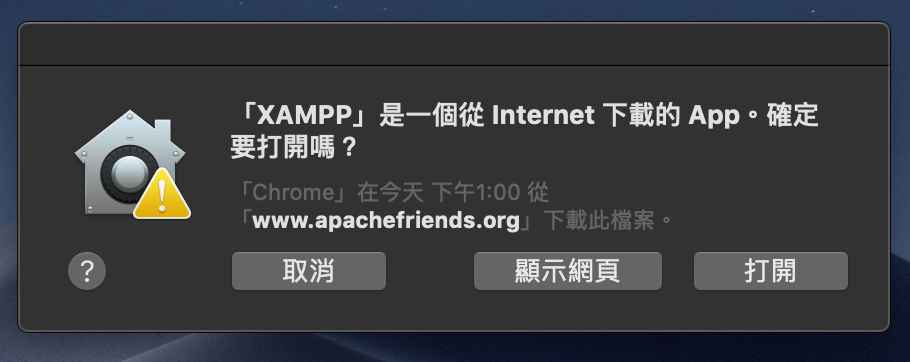 「XAMPP」是一個從 Internet 下載的 App。確定
要打開嗎？
「Chrome」在今天 下午1:00 從
「www.apachefriends.org」下載此檔案。
?
取消
顯示網頁
打開